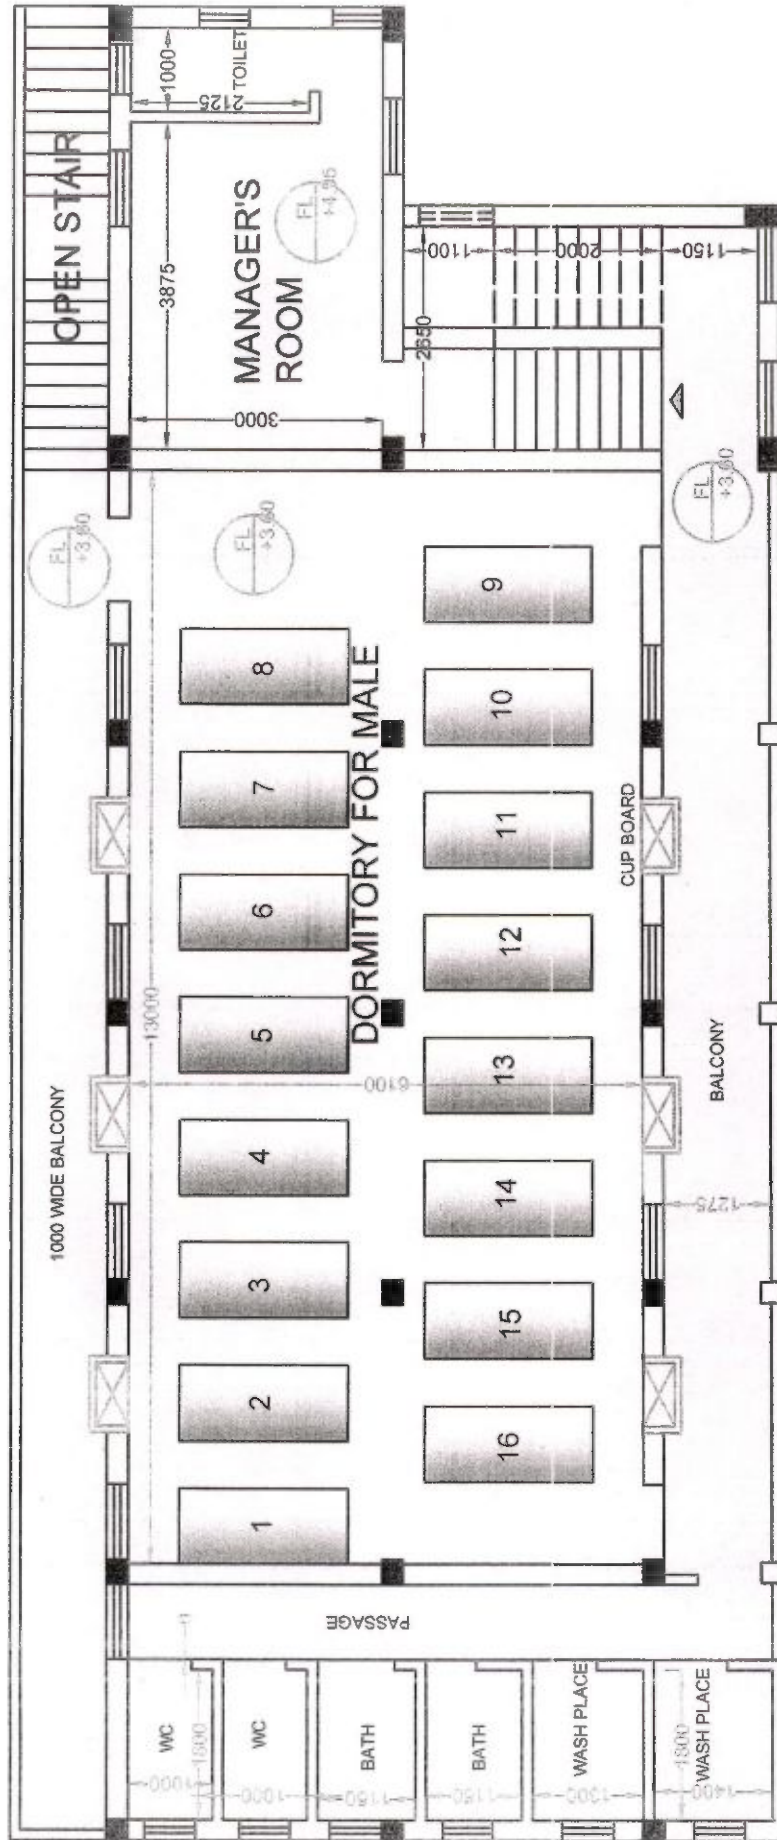 1000 WIDE BALCONY
OPEN STAIR
FL
+3.60
WC
1000
1800
WC
1000
BATH
1150
BATH
1150
WASH PLACE
1300
WASH PLACE
1400
1800
PASSAGE
13000
FL
+3.60
1
2
3
4
5
6
7
8
DORMITORY FOR MALE
6100
16
15
14
13
12
11
10
9
CUP BOARD
3875
1000
2125
TOILET
3000
MANAGER'S
ROOM
FL
+4.95
2650
1100
2000
1150
BALCONY
1275
FL
+3.60